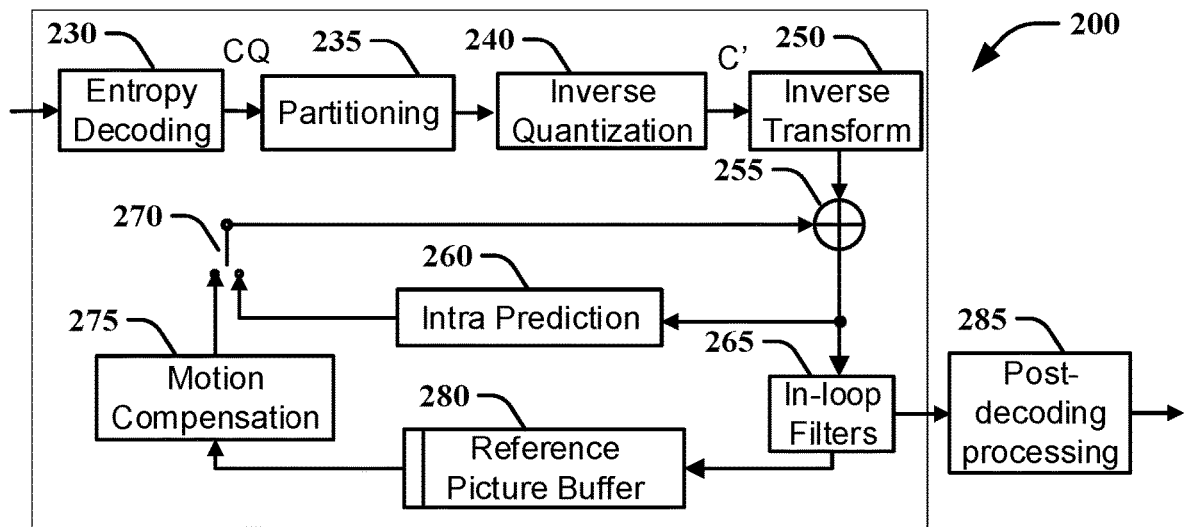 230
CQ
235
240
C'
250
200
Entropy
Decoding
Partitioning
Inverse
Quantization
Inverse
Transform
255
270
260
Intra Prediction
275
265
285
Motion
Compensation
280
Reference
Picture Buffer
In-loop
Filters
Post-
decoding
processing